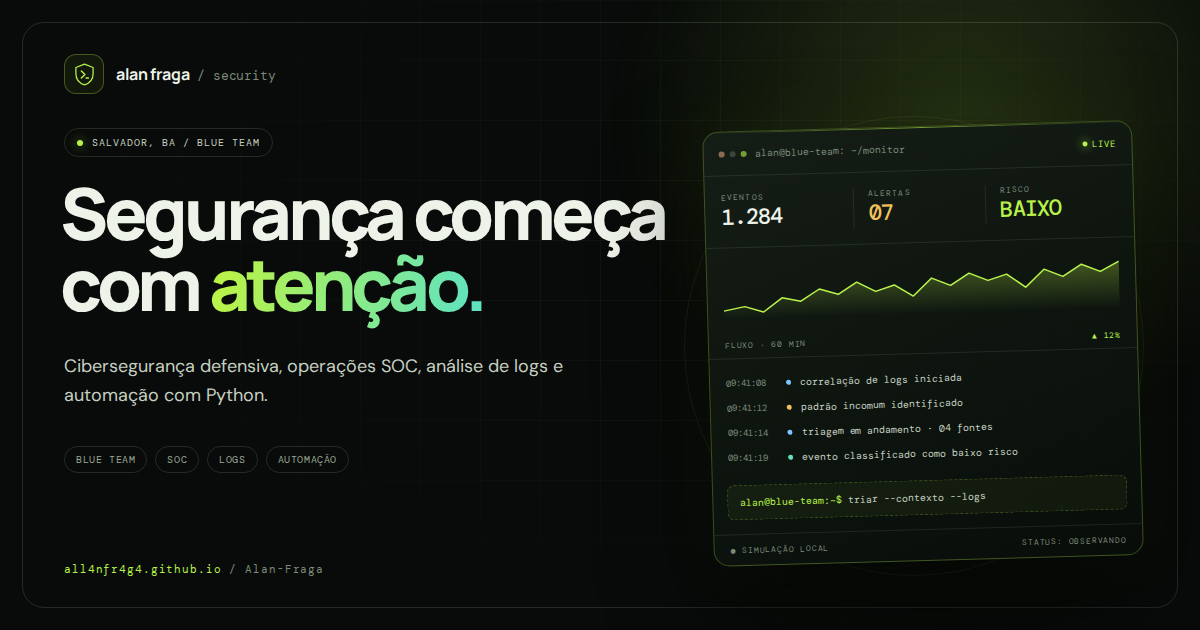 alan fraga / security
SALVADOR, BA / BLUE TEAM
Segurança começa
com atenção.
Cibersegurança defensiva, operações SOC, análise de logs e
automação com Python.
BLUE TEAM SOC LOGS AUTOMAÇÃO
all4nfr4g4.github.io / Alan-Fraga
alan@blue-team: ~/monitor LIVE
EVENTOS ALERTAS RISCO
1.284 07 BAIXO
FLUXO · 60 MIN ▲ 12%
09:41:08 correlação de logs iniciada
09:41:12 padrão incomum identificado
09:41:14 triagem em andamento · 04 fontes
09:41:19 evento classificado como baixo risco
alan@blue-team:~$ triar --contexto --logs
SIMULAÇÃO LOCAL STATUS: OBSERVANDO